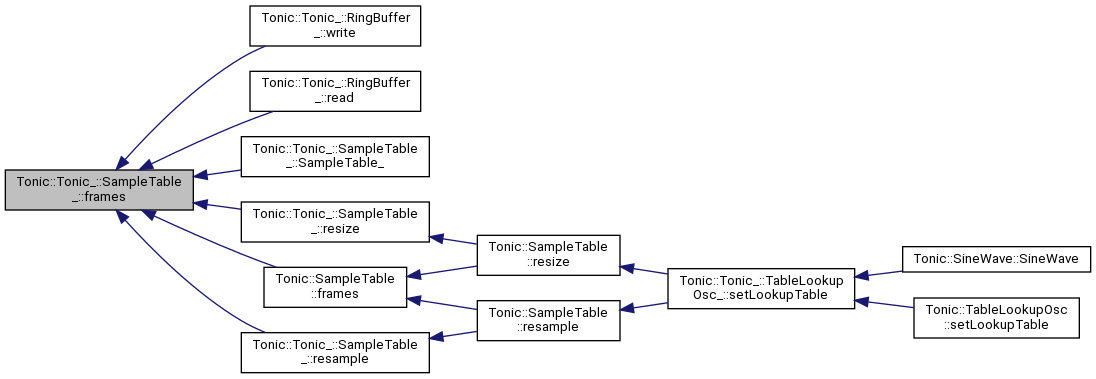 Tonic::Tonic_::RingBuffer
_::write
Tonic::Tonic_::RingBuffer
_::read
Tonic::Tonic_::SampleTable
_::SampleTable_
Tonic::Tonic_::SampleTable
_::frames
Tonic::Tonic_::SampleTable
_::resize
Tonic::SampleTable
::resize
Tonic::SineWave::SineWave
Tonic::SampleTable
::frames
Tonic::Tonic_::TableLookup
Osc_::setLookupTable
Tonic::SampleTable
::resample
Tonic::TableLookupOsc
::setLookupTable
Tonic::Tonic_::SampleTable
_::resample